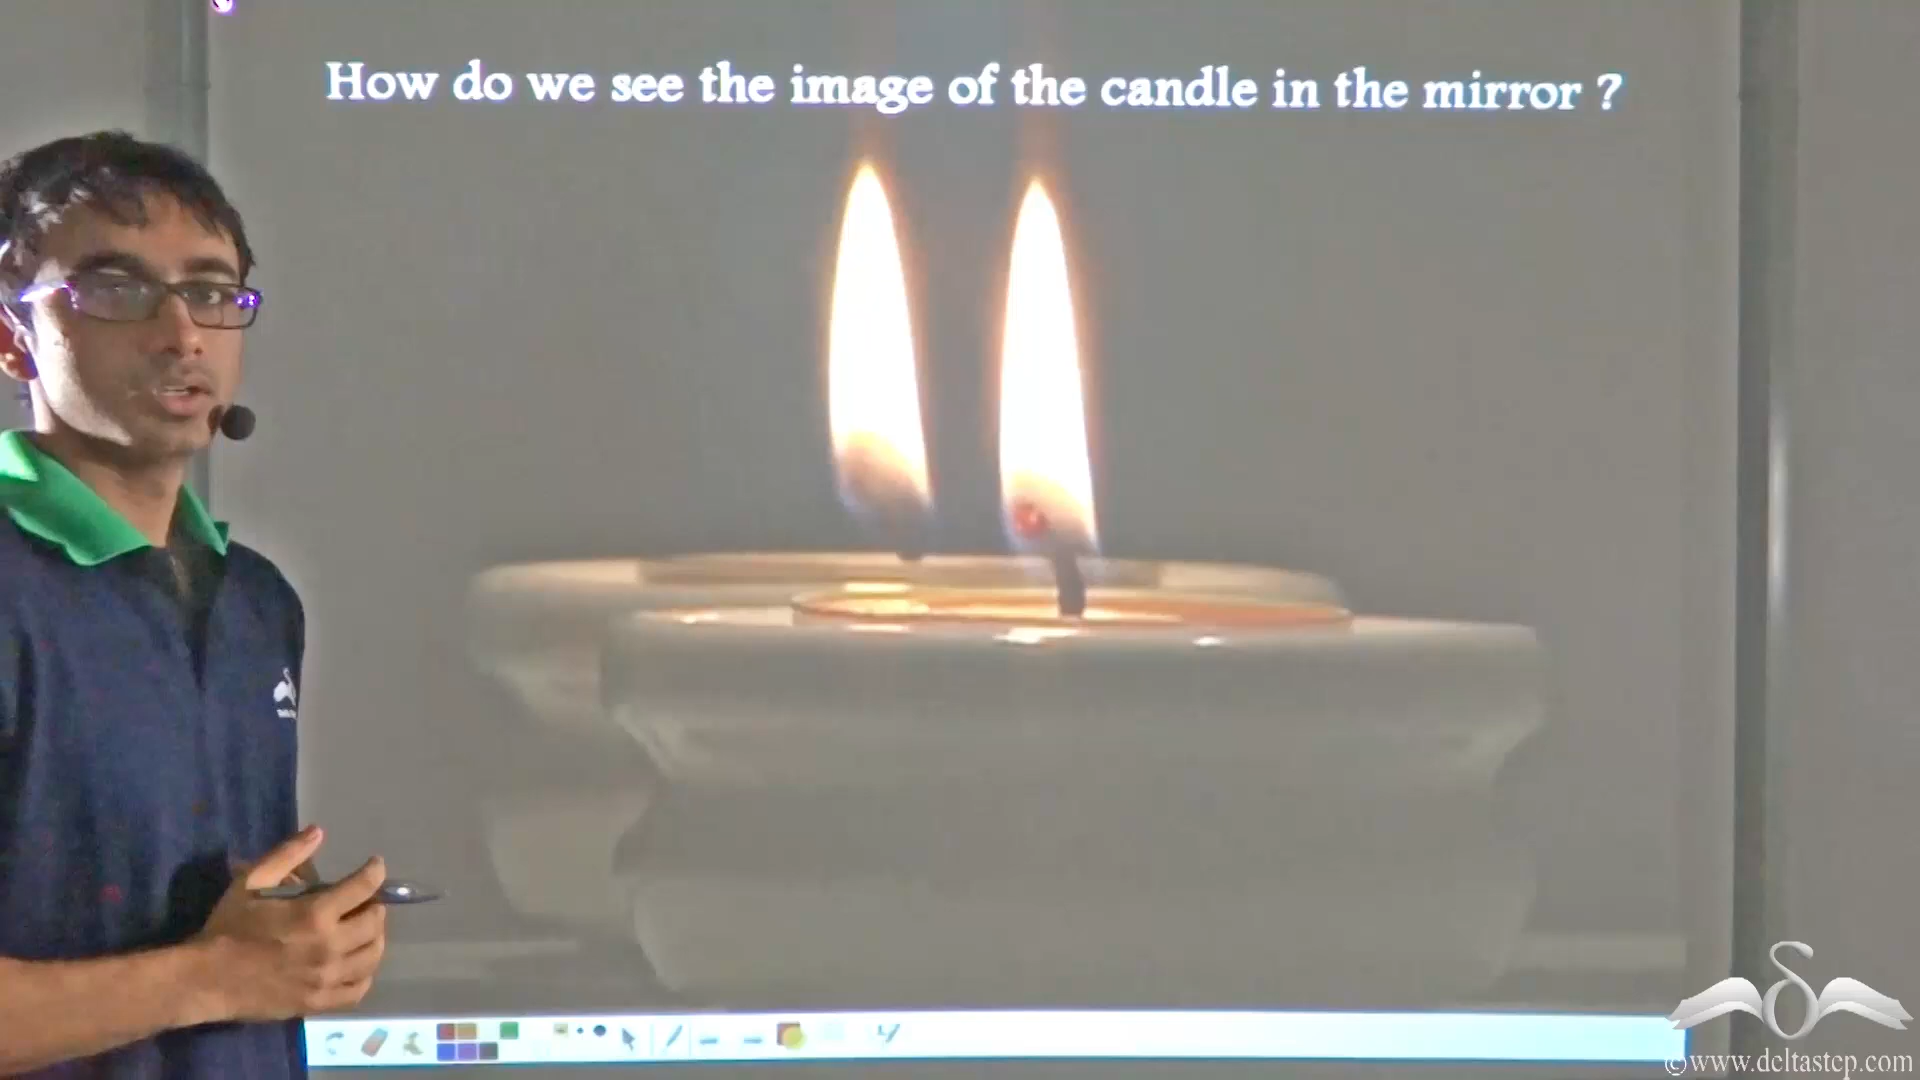 How do we see the image of the candle in the mirror ?
©www.deltastep.com